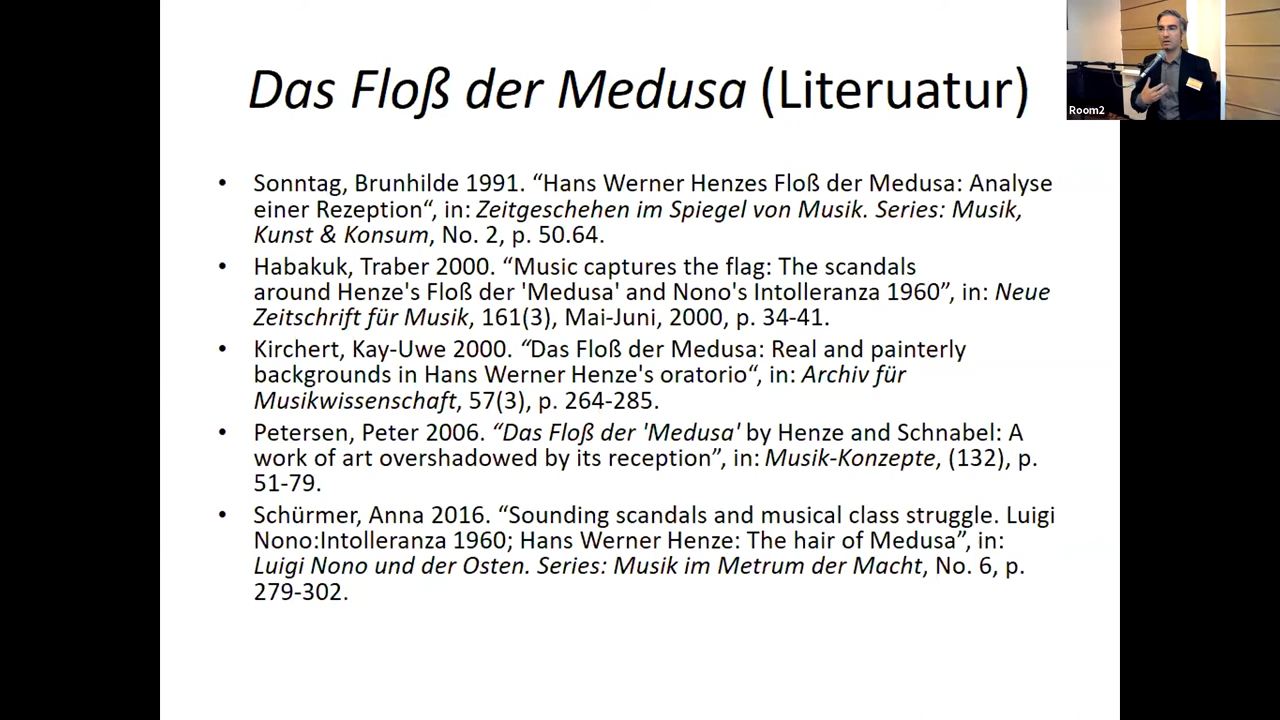 Das Floß der Medusa (Literuatur)
Room2
• Sonntag, Brunhilde 1991. “Hans Werner Henzes Floß der Medusa: Analyse
einer Rezeption“, in: Zeitgeschehen im Spiegel von Musik. Series: Musik,
Kunst & Konsum, No. 2, p. 50.64.
• Habakuk, Traber 2000. “Music captures the flag: The scandals
around Henze's Floß der 'Medusa' and Nono's Intolleranza 1960”, in: Neue
Zeitschrift für Musik, 161(3), Mai-Juni, 2000, p. 34-41.
• Kirchert, Kay-Uwe 2000. “Das Floß der Medusa: Real and painterly
backgrounds in Hans Werner Henze's oratorio“, in: Archiv für
Musikwissenschaft, 57(3), p. 264-285.
• Petersen, Peter 2006. “Das Floß der 'Medusa' by Henze and Schnabel: A
work of art overshadowed by its reception”, in: Musik-Konzepte, (132), p.
51-79.
• Schürmer, Anna 2016. “Sounding scandals and musical class struggle. Luigi
Nono:Intolleranza 1960; Hans Werner Henze: The hair of Medusa”, in:
Luigi Nono und der Osten. Series: Musik im Metrum der Macht, No. 6, p.
279-302.